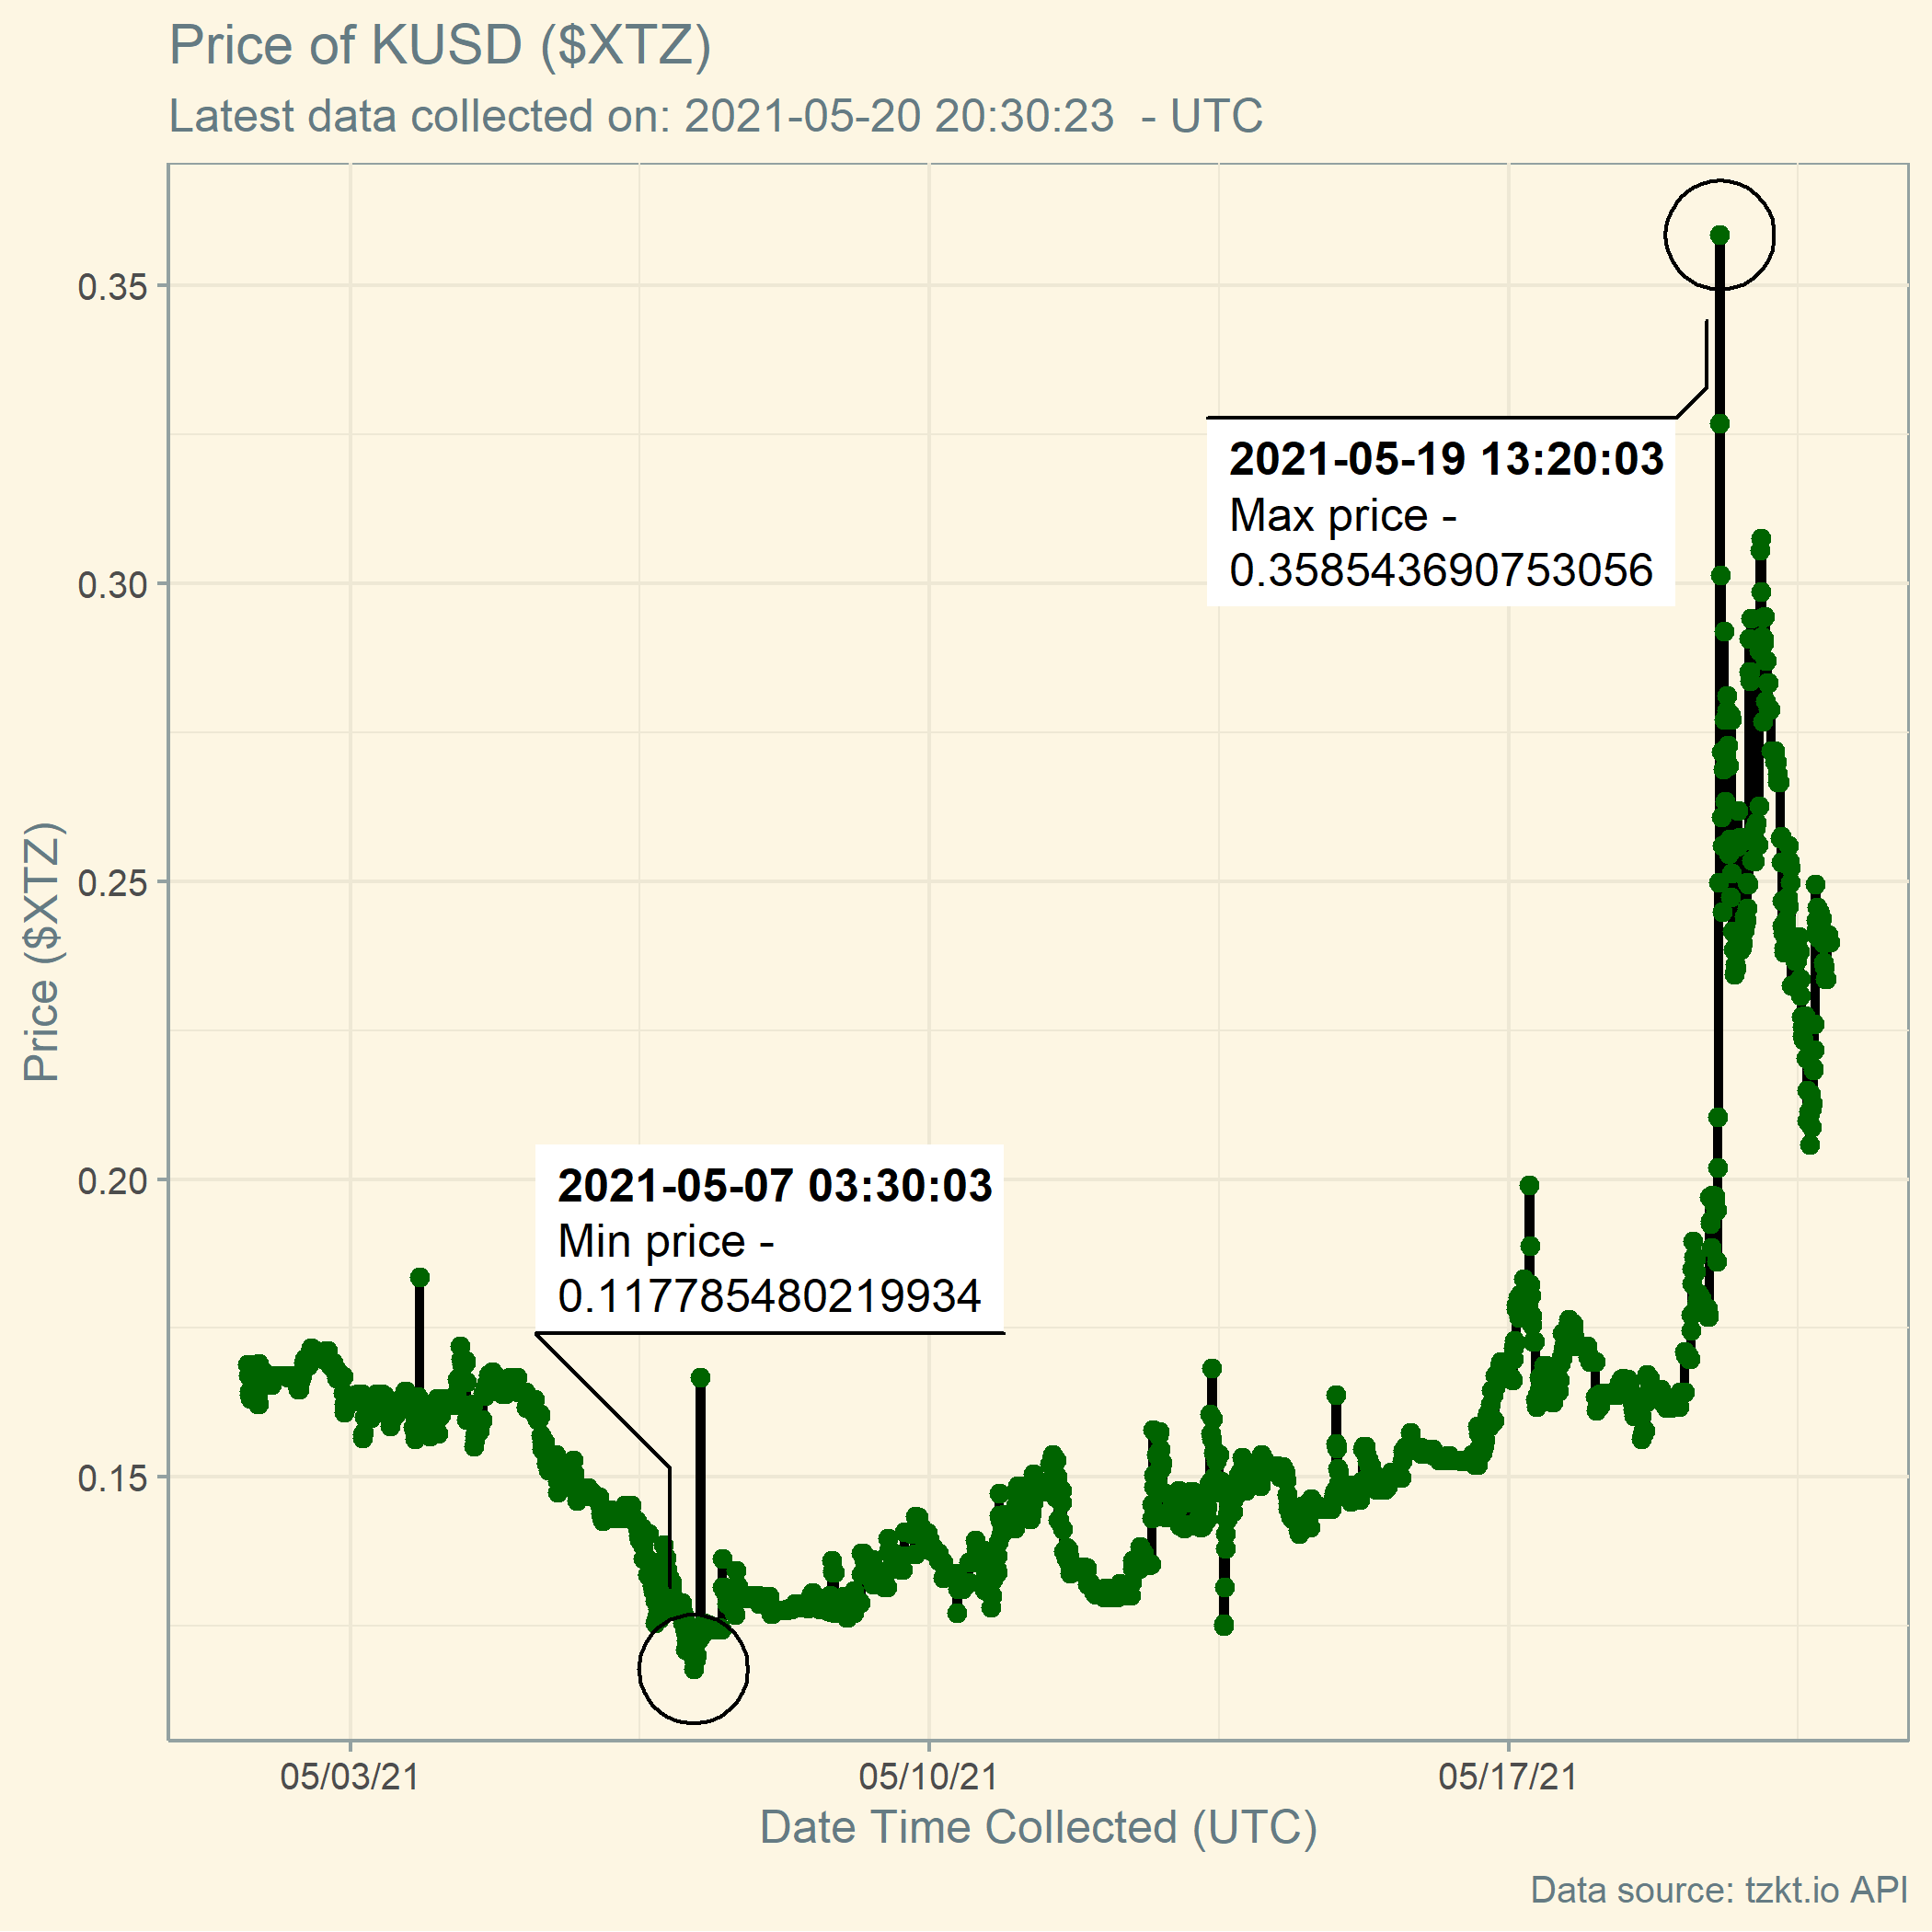 Price of KUSD ($XTZ)
Latest data collected on: 2021-05-20 20:30:23  - UTC
Price ($XTZ)
0.35
0.30
0.25
0.20
0.15
2021-05-19 13:20:03
Max price -
0.358543690753056
2021-05-07 03:30:03
Min price -
0.117785480219934
05/03/21
05/10/21
05/17/21
Date Time Collected (UTC)
Data source: tzkt.io API